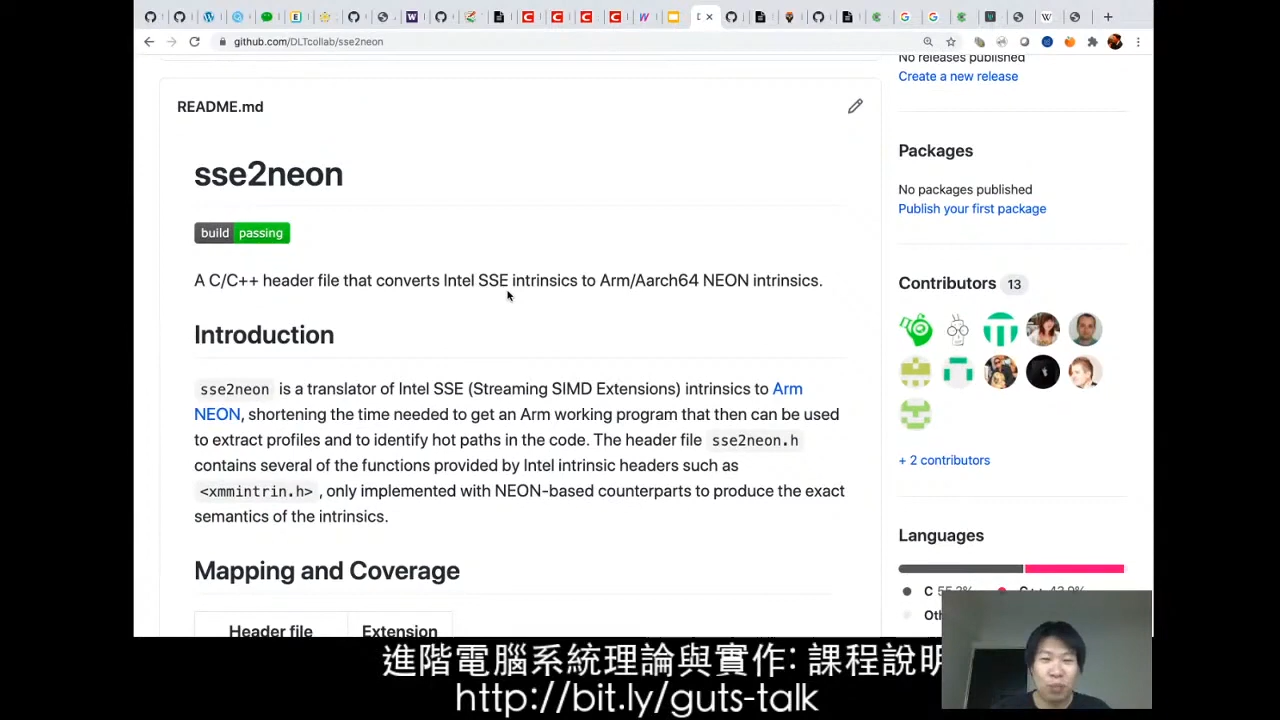 github.com/DLTcollab/sse2neon
No releases published
Create a new release
README.md
sse2neon
build passing
A C/C++ header file that converts Intel SSE intrinsics to Arm/Aarch64 NEON intrinsics.
Introduction
sse2neon is a translator of Intel SSE (Streaming SIMD Extensions) intrinsics to Arm
NEON, shortening the time needed to get an Arm working program that then can be used
to extract profiles and to identify hot paths in the code. The header file sse2neon.h
contains several of the functions provided by Intel intrinsic headers such as
<xmmintrin.h> , only implemented with NEON-based counterparts to produce the exact
semantics of the intrinsics.
Mapping and Coverage
Header file Extension
Packages
No packages published
Publish your first package
Contributors 13
+ 2 contributors
Languages
C
進階電腦系統理論與實作: 課程說明
http://bit.ly/guts-talk